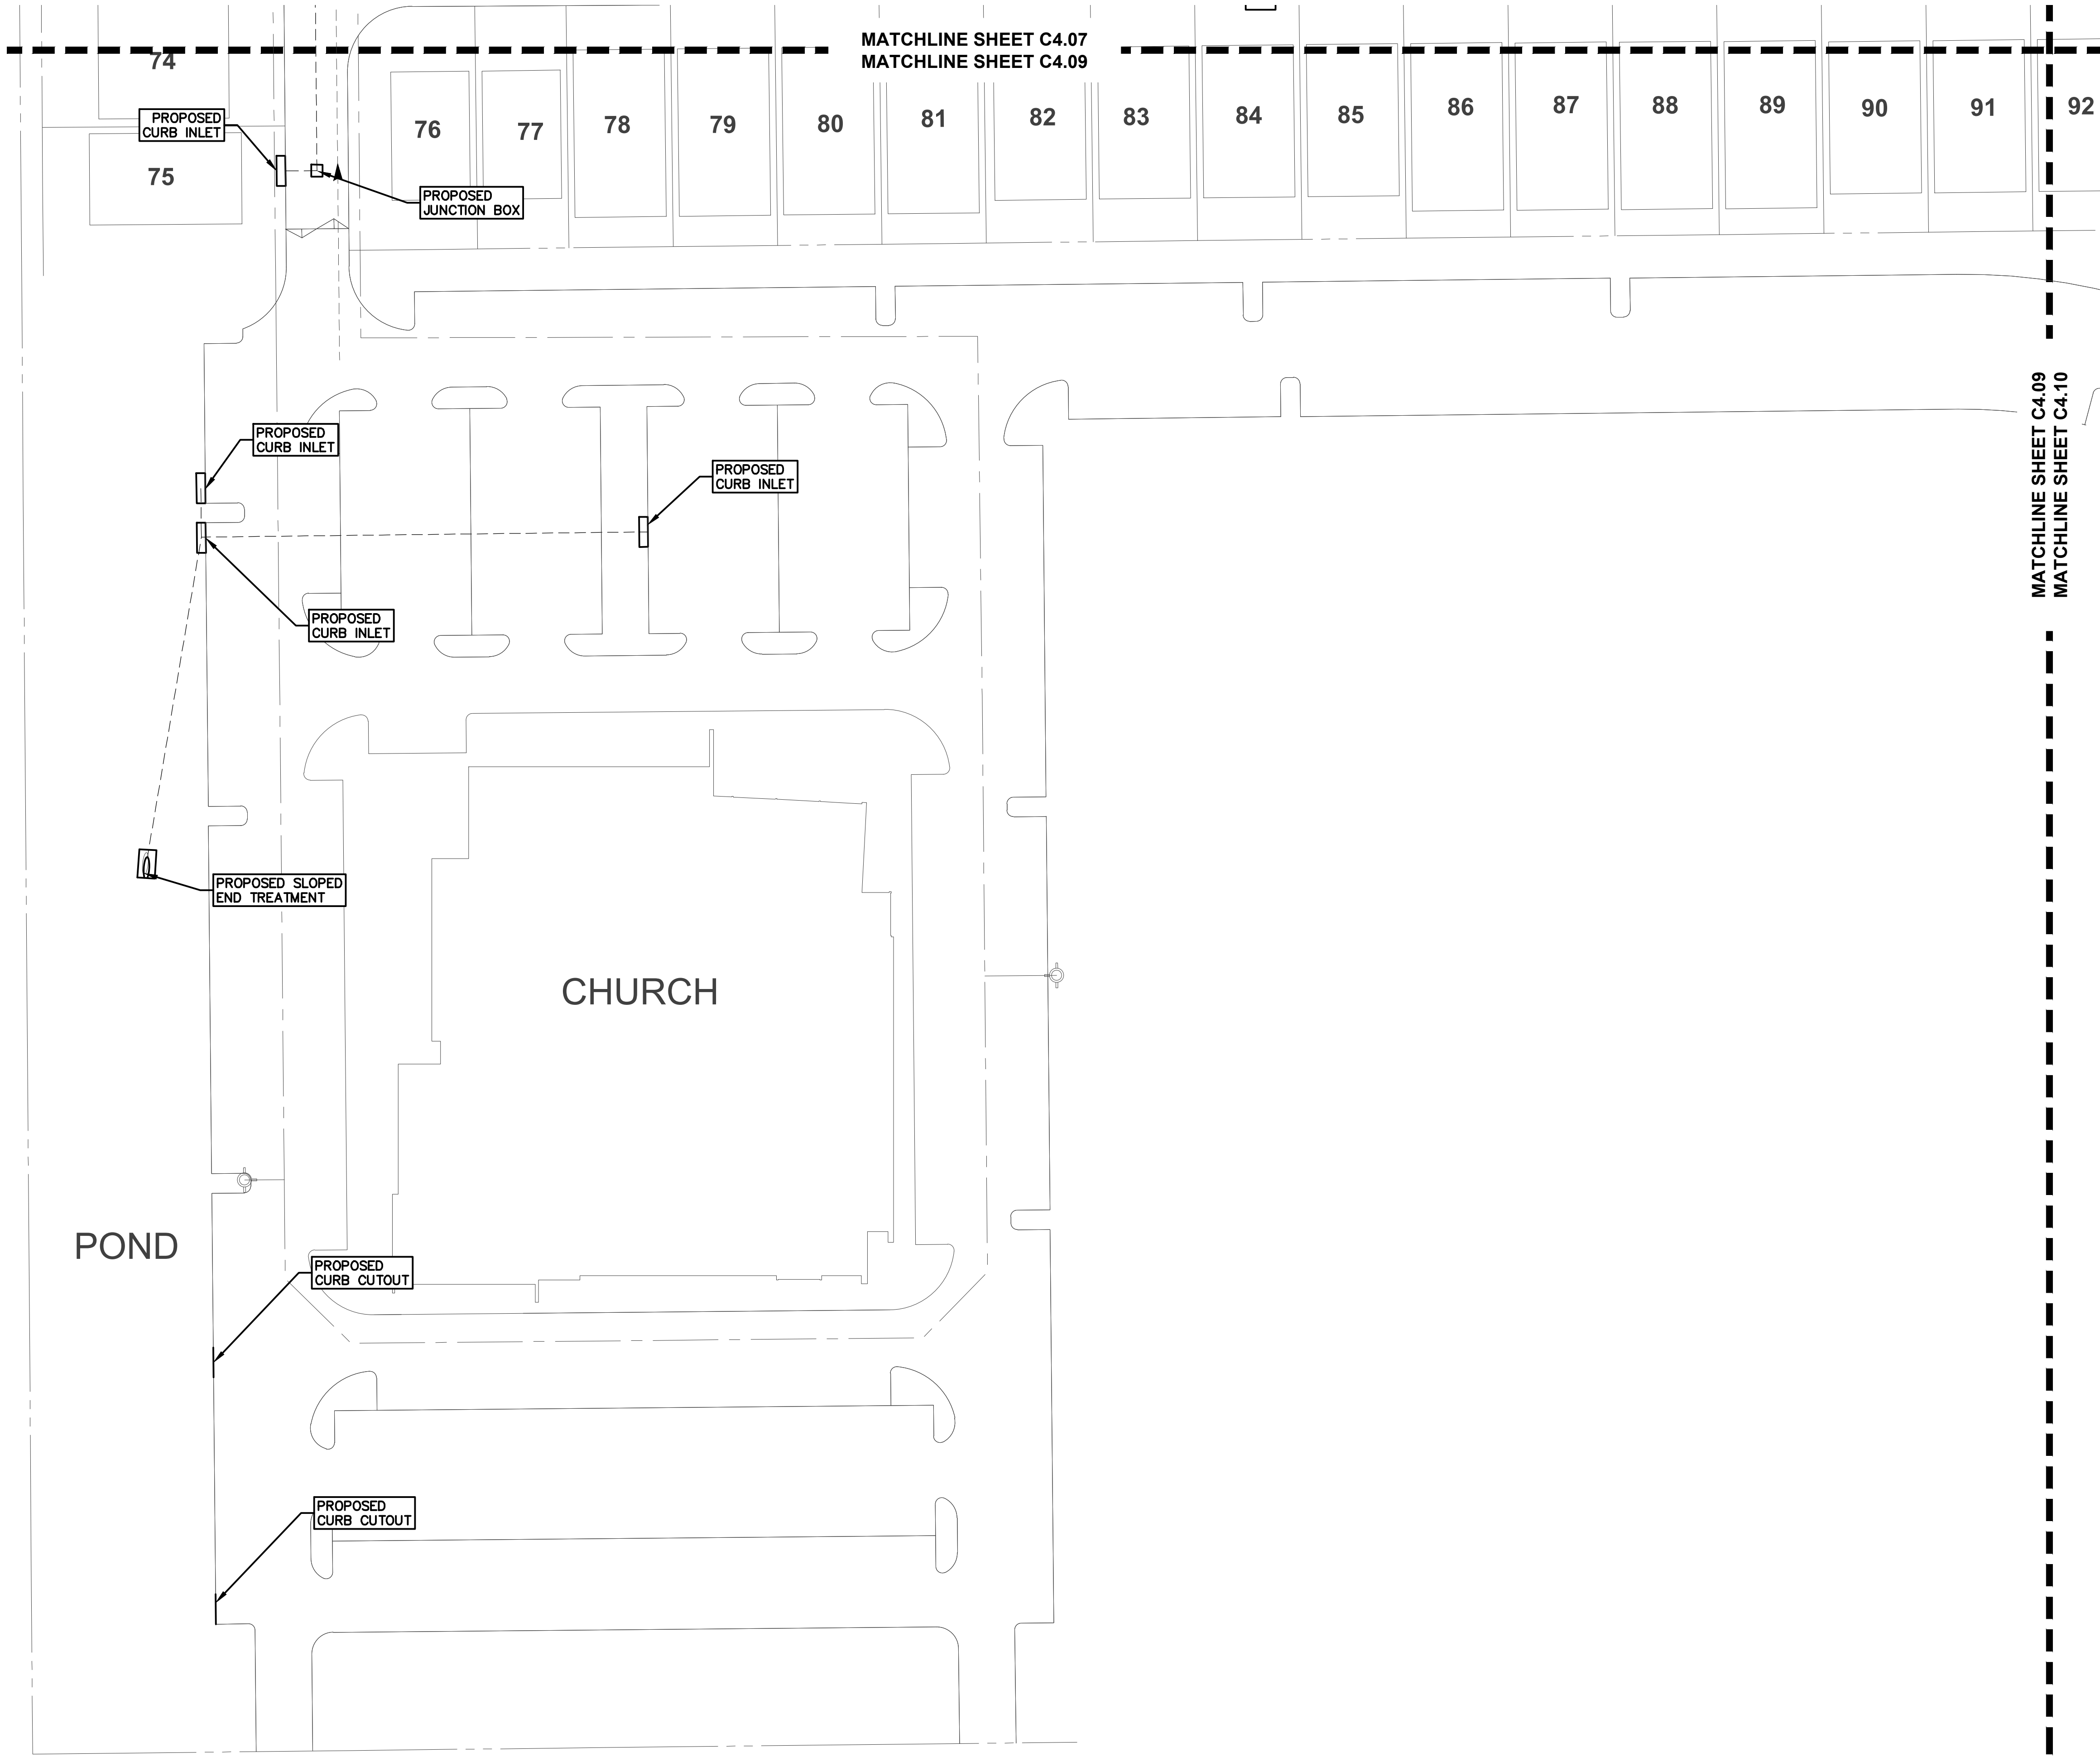 MATCHLINE SHEET C4.07
MATCHLINE SHEET C4.09
74
PROPOSED
CURB INLET
75
76
77
78
79
80
81
82
83
84
85
86
87
88
89
90
91
92
PROPOSED
JUNCTION BOX
PROPOSED
CURB INLET
PROPOSED
CURB INLET
MATCHLINE SHEET C4.09
MATCHLINE SHEET C4.10
PROPOSED
CURB INLET
PROPOSED SLOPED
END TREATMENT
CHURCH
POND
PROPOSED
CURB CUTOUT
PROPOSED
CURB CUTOUT